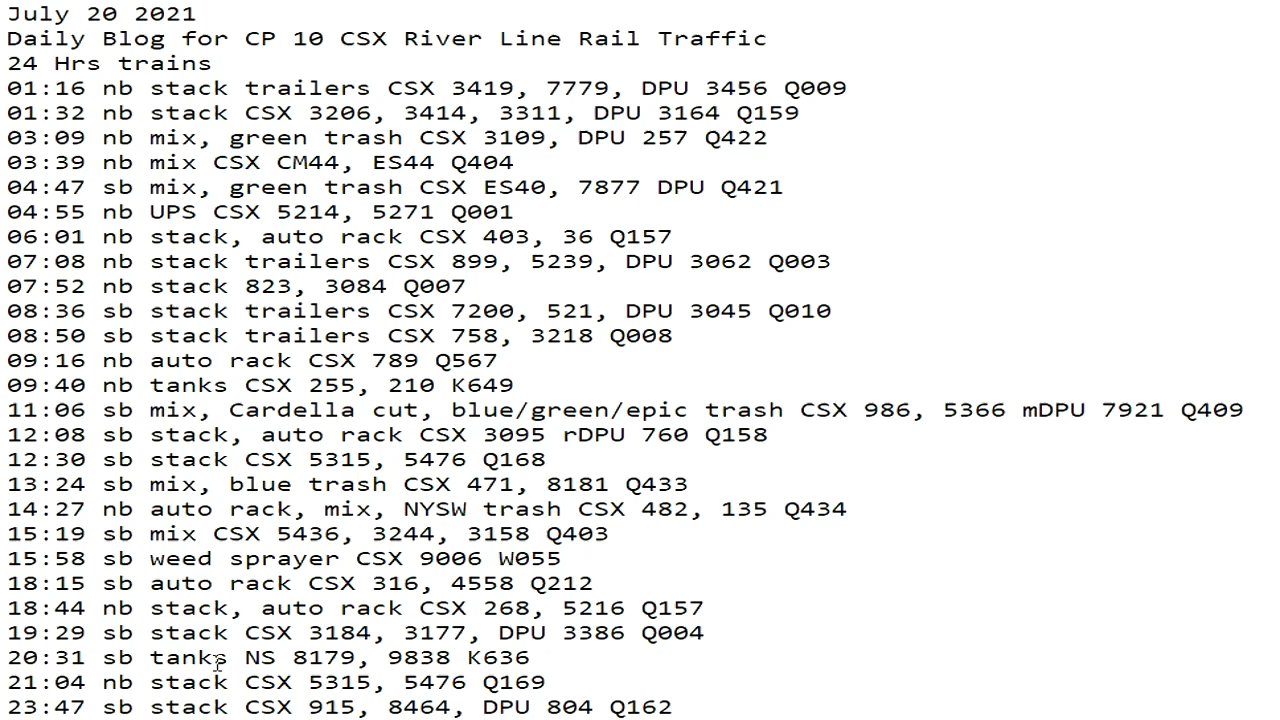 July 20 2021
Daily Blog for CP 10 CSX River Line Rail Traffic
24 Hrs trains
01:16 nb stack trailers CSX 3419, 7779, DPU 3456 Q009
01:32 nb stack CSX 3206, 3414, 3311, DPU 3164 Q159
03:09 nb mix, green trash CSX 3109, DPU 257 Q422
03:39 nb mix CSX CM44, ES44 Q404
04:47 sb mix, green trash CSX ES40, 7877 DPU Q421
04:55 nb UPS CSX 5214, 5271 Q001
06:01 nb stack, auto rack CSX 403, 36 Q157
07:08 nb stack trailers CSX 899, 5239, DPU 3062 Q003
07:52 nb stack 823, 3084 Q007
08:36 sb stack trailers CSX 7200, 521, DPU 3045 Q010
08:50 sb stack trailers CSX 758, 3218 Q008
09:16 nb auto rack CSX 789 Q567
09:40 nb tanks CSX 255, 210 K649
11:06 sb mix, Cardella cut, blue/green/epic trash CSX 986, 5366 mDPU 7921 Q409
12:08 sb stack, auto rack CSX 3095 rDPU 760 Q158
12:30 sb stack CSX 5315, 5476 Q168
13:24 sb mix, blue trash CSX 471, 8181 Q433
14:27 nb auto rack, mix, NYSW trash CSX 482, 135 Q434
15:19 sb mix CSX 5436, 3244, 3158 Q403
15:58 sb weed sprayer CSX 9006 W055
18:15 sb auto rack CSX 316, 4558 Q212
18:44 nb stack, auto rack CSX 268, 5216 Q157
19:29 sb stack CSX 3184, 3177, DPU 3386 Q004
20:31 sb tanks NS 8179, 9838 K636
21:04 nb stack CSX 5315, 5476 Q169
23:47 sb stack CSX 915, 8464, DPU 804 Q162